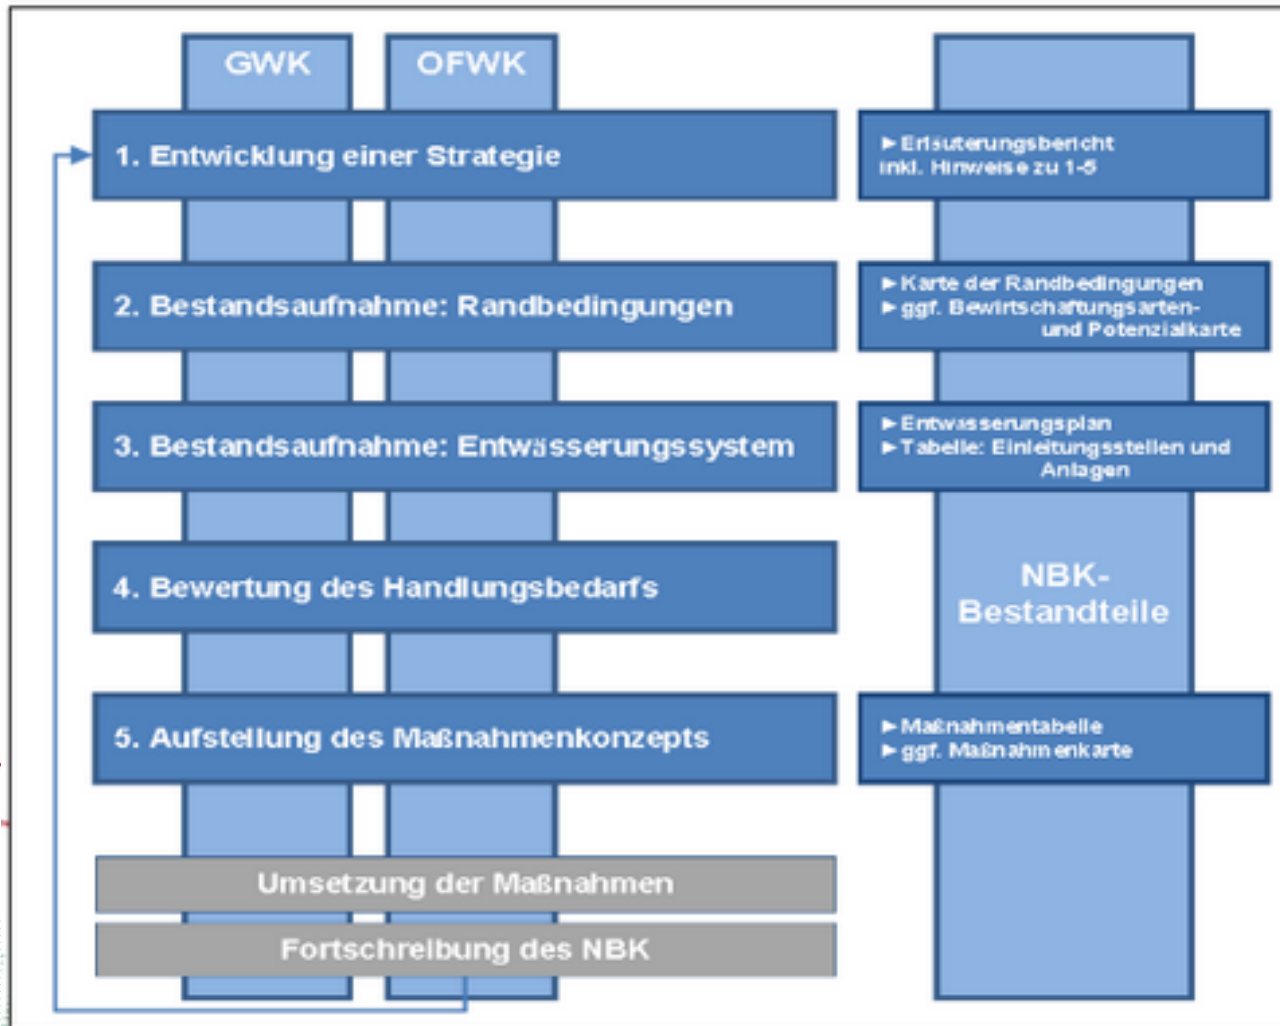 GWK
OFWK
1. Entwicklung einer Strategie
►Erläuterungsbericht
inkl. Hinweise zu 1-5
2. Bestandsaufnahme: Randbedingungen
►Karte der Randbedingungen
►ggf. Bewirtschaftungsarten-
und Potenzialkarte
3. Bestandsaufnahme: Entwässerungssystem
►Entwässerungsplan
►Tabelle: Einleitungsstellen und
Anlagen
4. Bewertung des Handlungsbedarfs
NBK-
Bestandteile
5. Aufstellung des Maßnahmenkonzepts
►Maßnahmentabelle
►ggf. Maßnahmenkarte
Umsetzung der Maßnahmen
Fortschreibung des NBK